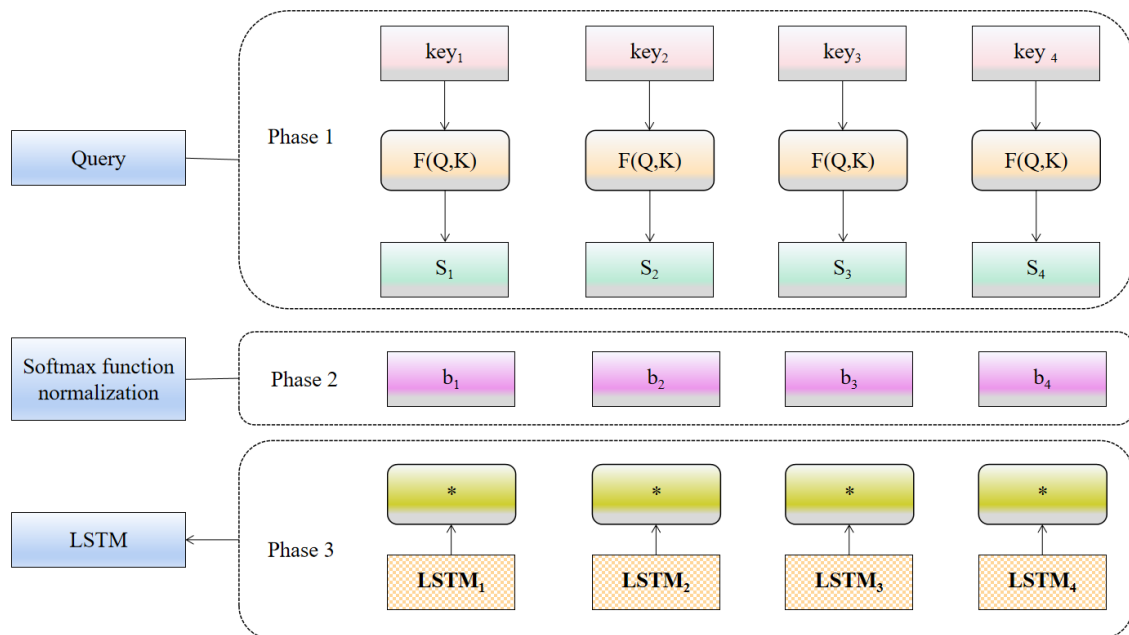 key₁ key₂ key₃ key ₄
Phase 1
Query
F(Q,K) F(Q,K) F(Q,K) F(Q,K)
S₁ S₂ S₃ S₄
Softmax function
normalization
Phase 2
b₁ b₂ b₃ b₄
* * * *
LSTM
Phase 3
LSTM₁ LSTM₂ LSTM₃ LSTM₄